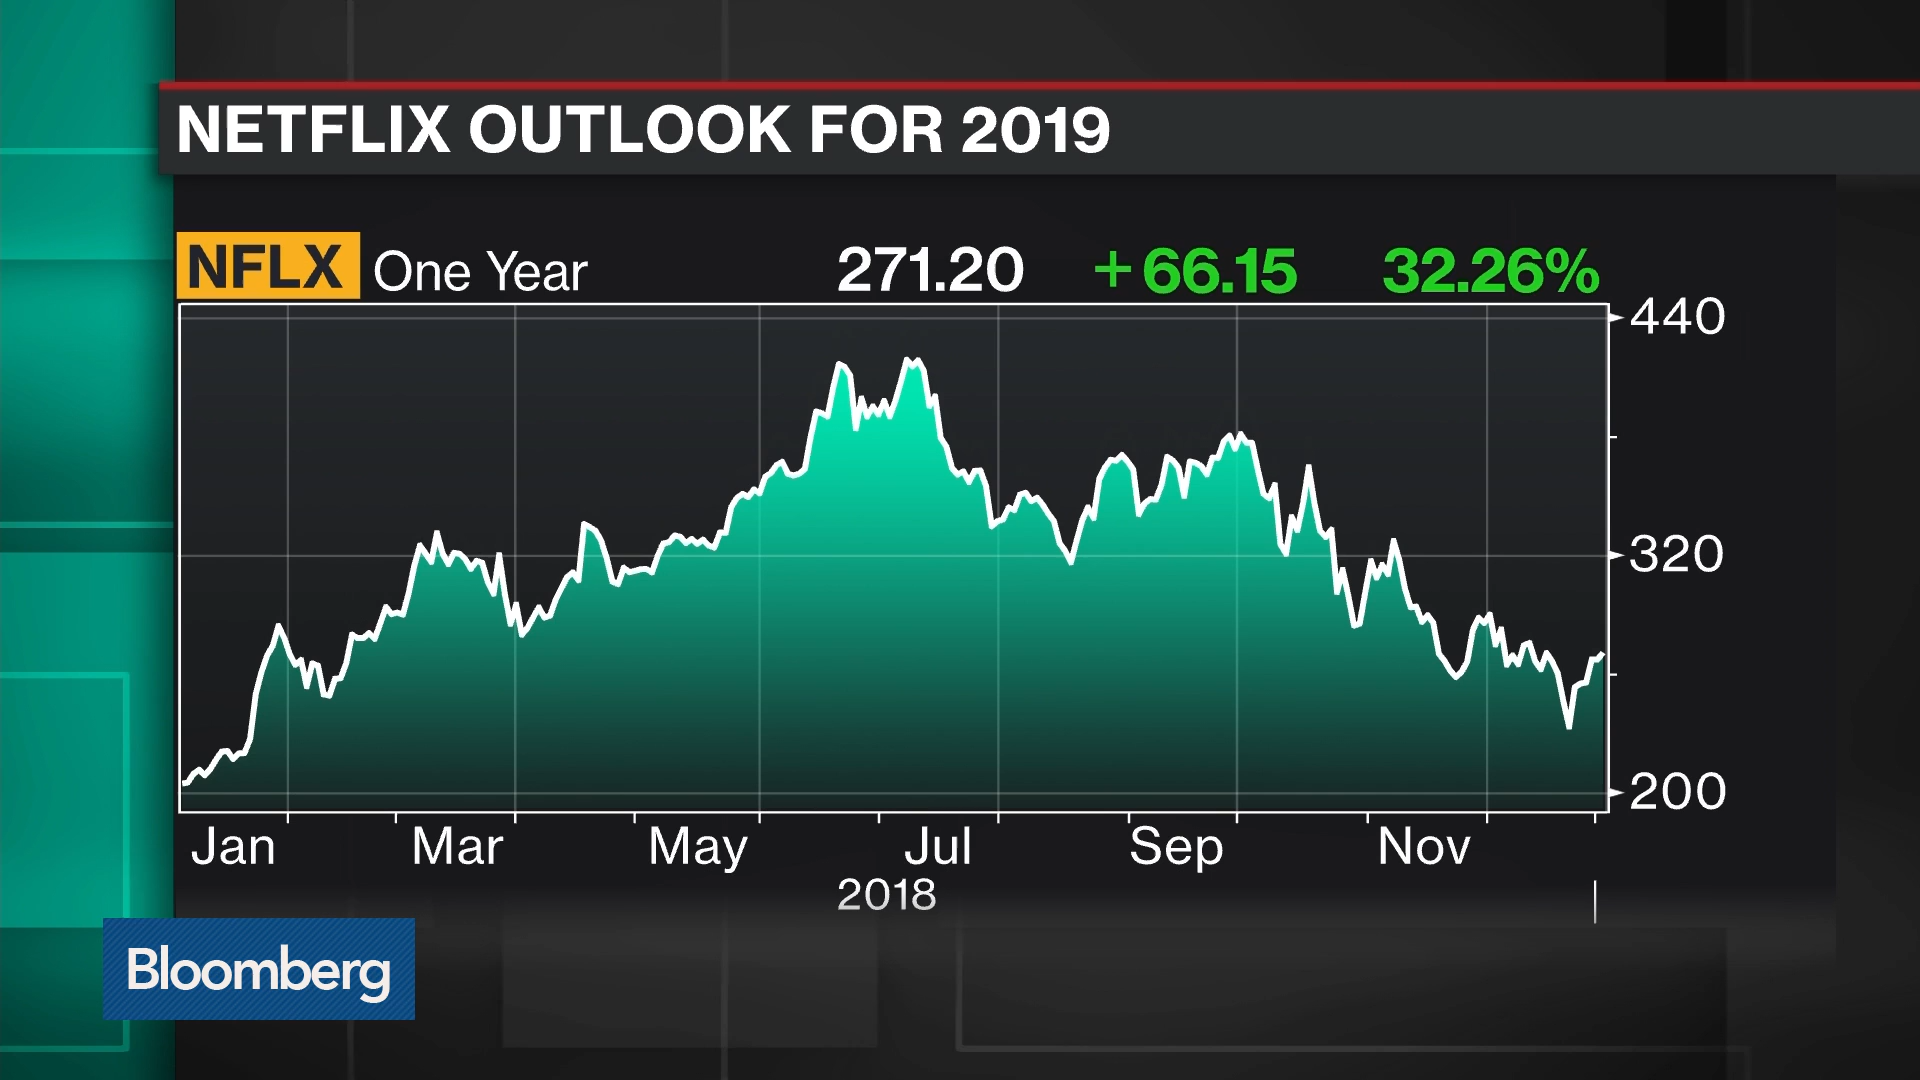 NETFLIX OUTLOOK FOR 2019
NFLX One Year 271.20 +66.15 32.26%
440
320
200
Jan Mar May Jul Sep Nov
2018
Bloomberg